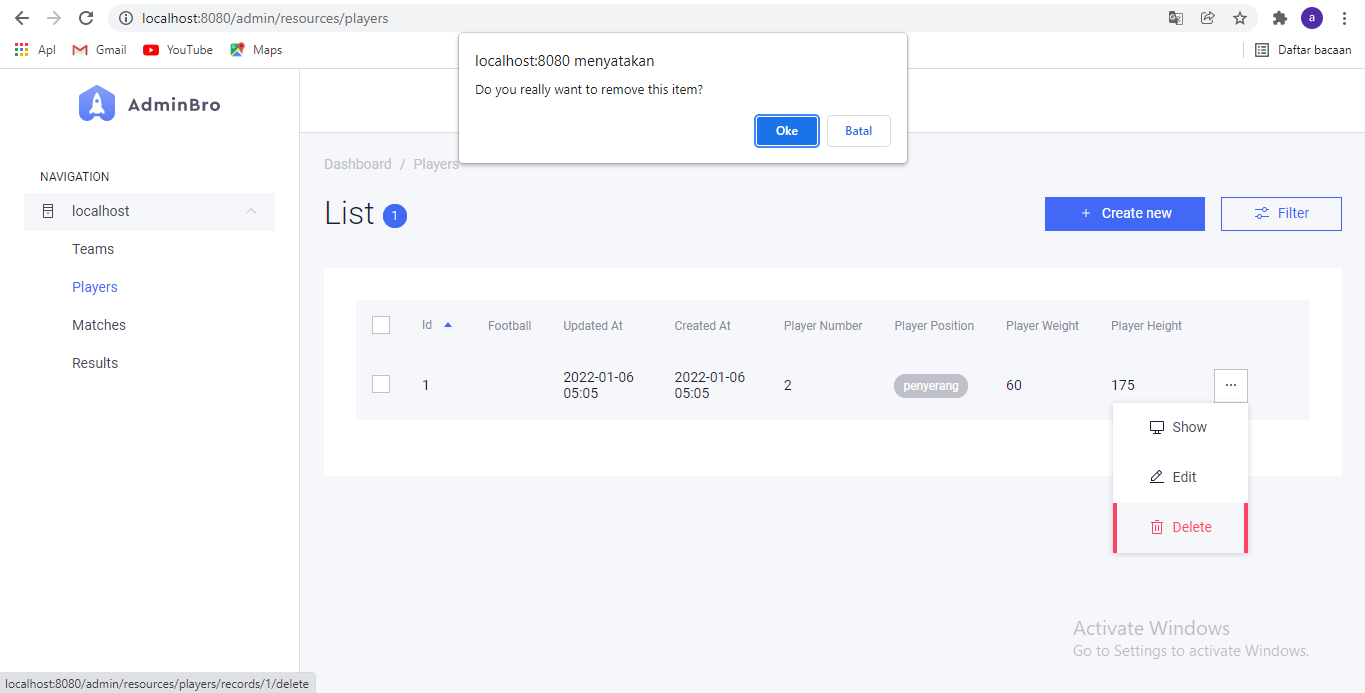 localhost:8080/admin/resources/players
Apl
Gmail
YouTube
Maps
Daftar bacaan
localhost:8080 menyatakan
Do you really want to remove this item?
Oke
Batal
AdminBro
NAVIGATION
localhost
Teams
Players
Matches
Results
Dashboard / Players
List 1
+ Create new
Filter
Id Football Updated At Created At Player Number Player Position Player Weight Player Height
1 2022-01-06 05:05 2022-01-06 05:05 2 penyerang 60 175 ...
Show
Edit
Delete
Activate Windows
Go to Settings to activate Windows.
localhost:8080/admin/resources/players/records/1/delete
a